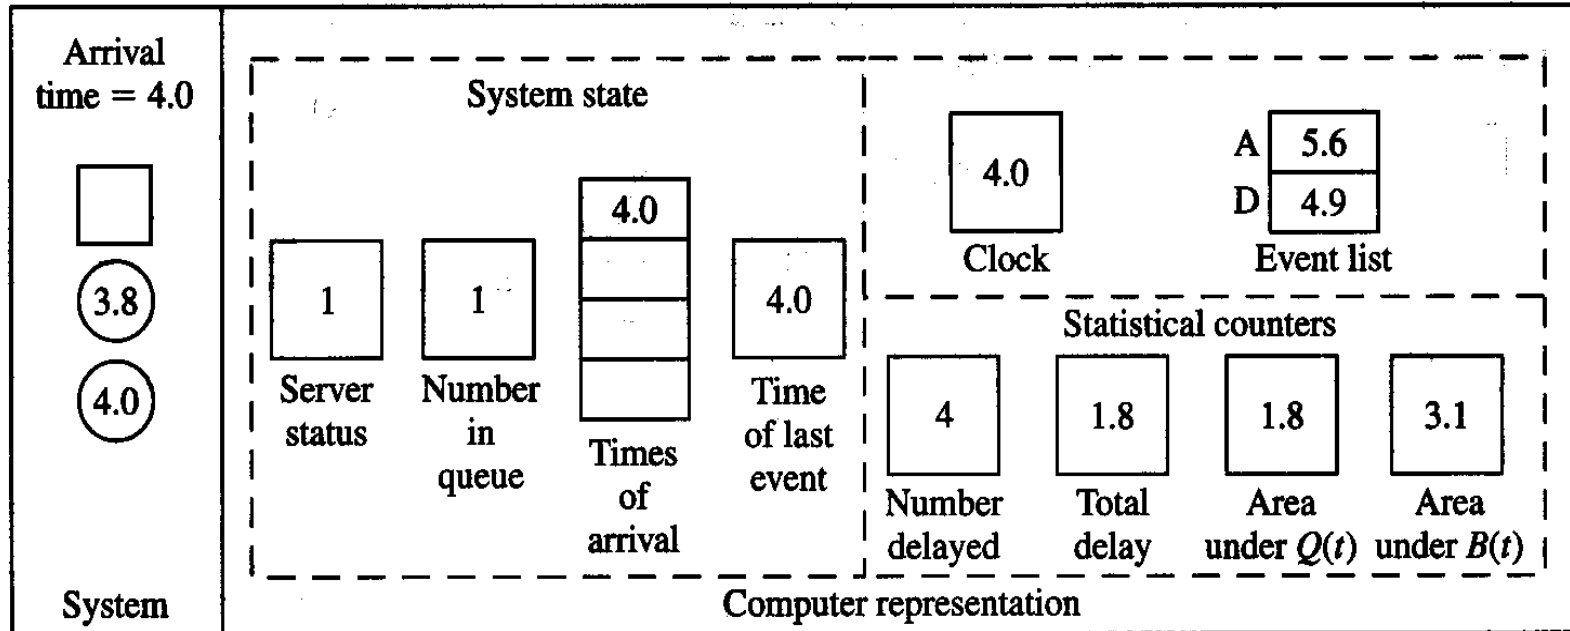 Arrival
time = 4.0
3.8
4.0
System
System state
1
Server
status
1
Number
in
queue
4.0
Times
of
arrival
4.0
Time
of last
event
4.0
Clock
A 5.6
D 4.9
Event list
Statistical counters
4
Number
delayed
1.8
Total
delay
1.8
Area
under Q(t)
3.1
Area
under B(t)
Computer representation